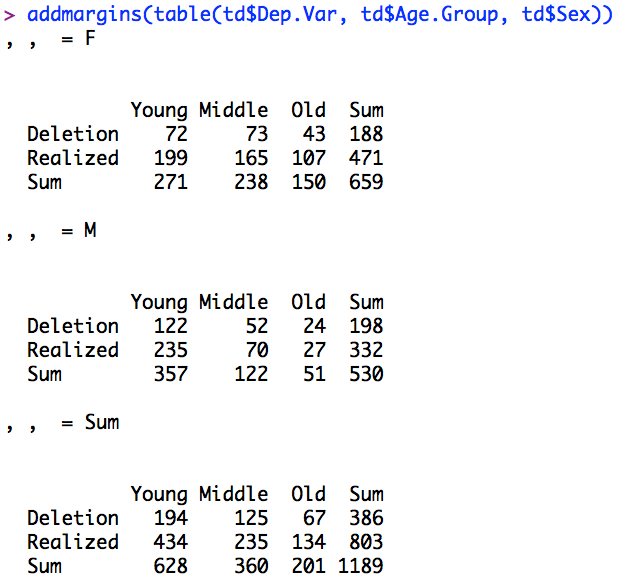 > addmargins(table(td$Dep.Var, td$Age.Group, td$Sex))
, ,  = F
Young Middle Old Sum
Deletion 72 73 43 188
Realized 199 165 107 471
Sum 271 238 150 659
, ,  = M
Young Middle Old Sum
Deletion 122 52 24 198
Realized 235 70 27 332
Sum 357 122 51 530
, ,  = Sum
Young Middle Old Sum
Deletion 194 125 67 386
Realized 434 235 134 803
Sum 628 360 201 1189